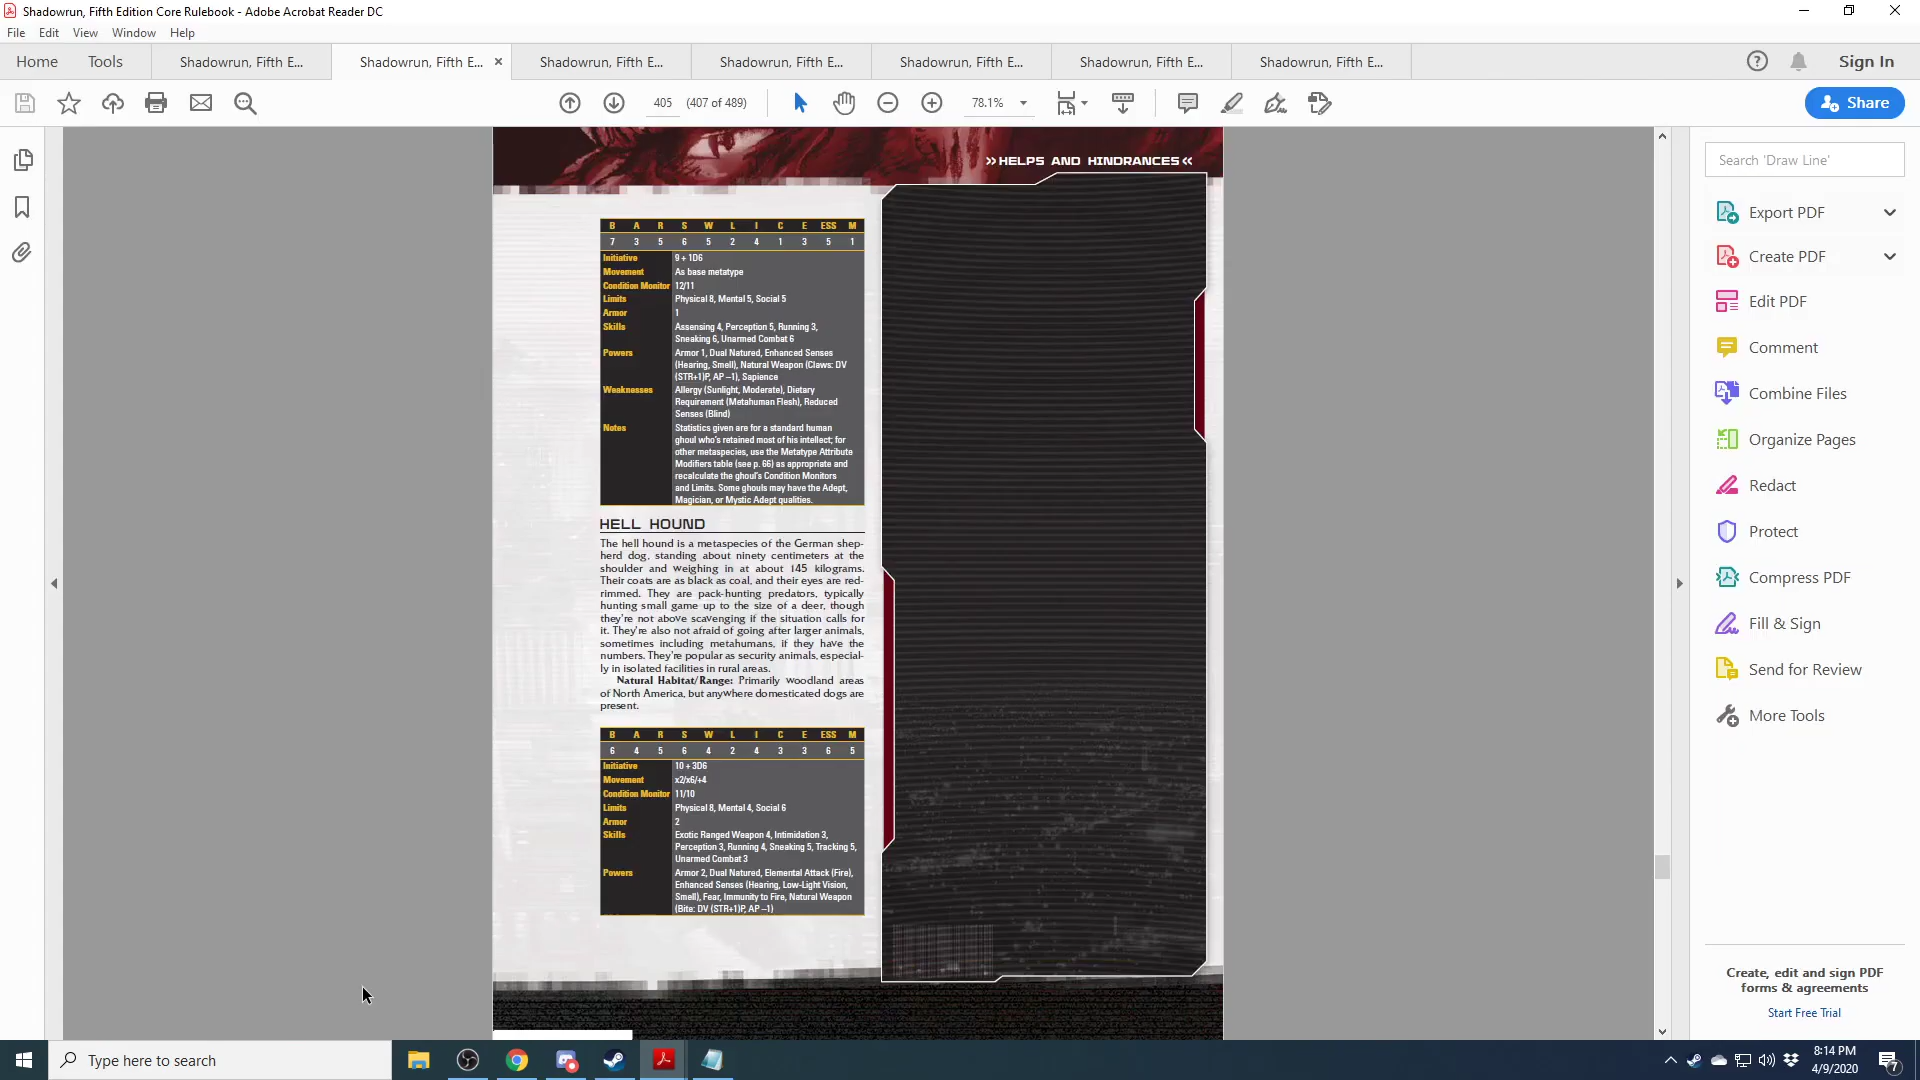 Shadowrun, Fifth Edition Core Rulebook - Adobe Acrobat Reader DC
File Edit View Window Help
Home Tools Shadowrun, Fifth E... Shadowrun, Fifth E... × Shadowrun, Fifth E... Shadowrun, Fifth E... Shadowrun, Fifth E... Shadowrun, Fifth E... Shadowrun, Fifth E... Sign In
405 (407 of 489) 78.1% Share
»HELPS AND HINDRANCES«
B A R S W L I C E ESS M
7 3 5 6 5 2 4 1 3 5 1
Initiative 9 + 1D6
Movement As base metatype
Condition Monitor 12/11
Limits Physical 8, Mental 5, Social 5
Armor 1
Skills Assensing 4, Perception 5, Running 3,
Sneaking 6, Unarmed Combat 6
Powers Armor 1, Dual Natured, Enhanced Senses
(Hearing, Smell), Natural Weapon (Claws: DV
(STR+1)P, AP –1), Sapience
Weaknesses Allergy (Sunlight, Moderate), Dietary
Requirement (Metahuman Flesh), Reduced
Senses (Blind)
Notes Statistics given are for a standard human
ghoul who's retained most of his intellect; for
other metaspecies, use the Metatype Attribute
Modifiers table (see p. 66) as appropriate and
recalculate the ghoul's Condition Monitors
and Limits. Some ghouls may have the Adept,
Magician, or Mystic Adept qualities.
HELL HOUND
The hell hound is a metaspecies of the German shep-
herd dog, standing about ninety centimeters at the
shoulder and weighing in at about 145 kilograms.
Their coats are as black as coal, and their eyes are red-
rimmed. They are pack-hunting predators, typically
hunting small game up to the size of a deer, though
they're not above scavenging if the situation calls for
it. They're also not afraid of going after larger animals,
sometimes including metahumans, if they have the
numbers. They're popular as security animals, especial-
ly in isolated facilities in rural areas.
Natural Habitat/Range: Primarily woodland areas
of North America, but anywhere domesticated dogs are
present.
B A R S W L I C E ESS M
6 4 5 6 4 2 4 3 3 6 5
Initiative 10 + 3D6
Movement x2/x6/+4
Condition Monitor 11/10
Limits Physical 8, Mental 4, Social 6
Armor 2
Skills Exotic Ranged Weapon 4, Intimidation 3,
Perception 3, Running 4, Sneaking 5, Tracking 5,
Unarmed Combat 3
Powers Armor 2, Dual Natured, Elemental Attack (Fire),
Enhanced Senses (Hearing, Low-Light Vision,
Smell), Fear, Immunity to Fire, Natural Weapon
(Bite: DV (STR+1)P, AP –1)
Search 'Draw Line'
Export PDF
Create PDF
Edit PDF
Comment
Combine Files
Organize Pages
Redact
Protect
Compress PDF
Fill & Sign
Send for Review
More Tools
Create, edit and sign PDF
forms & agreements
Start Free Trial
Type here to search
8:14 PM
4/9/2020
7